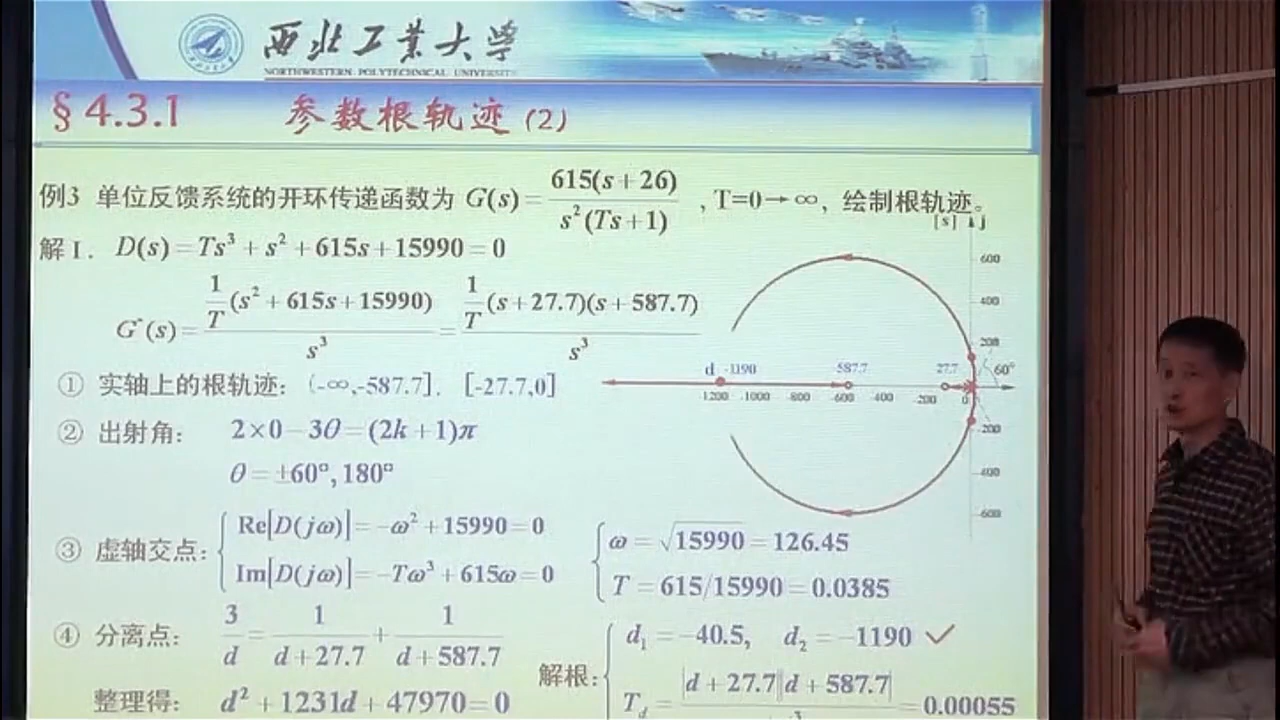 西北工业大学
NORTHWESTERN POLYTECHNICAL UNIVERSITY
§4.3.1 参数根轨迹 (2)
例3 单位反馈系统的开环传递函数为 G(s) = 615(s+26) / s²(Ts+1) , T=0→∞, 绘制根轨迹。
[s] j
解 I. D(s) = Ts³ + s² + 615s + 15990 = 0
G*(s) = 1/T (s² + 615s + 15990) / s³ = 1/T (s + 27.7)(s + 587.7) / s³
① 实轴上的根轨迹: (-∞,-587.7]. [-27.7,0]
② 出射角: 2×0 − 3θ = (2k + 1)π
θ = ±60°, 180°
③ 虚轴交点: Re[D(jω)] = −ω² + 15990 = 0
Im[D(jω)] = −Tω³ + 615ω = 0
ω = √15990 = 126.45
T = 615/15990 = 0.0385
④ 分离点: 3/d = 1/(d + 27.7) + 1/(d + 587.7)
整理得: d² + 1231d + 47970 = 0
解根: d₁ = −40.5, d₂ = −1190 ✓
T_d = |d + 27.7||d + 587.7| = 0.00055
600
400
200
d -1190 587.7 27.7 60°
-1200 -1000 -800 -600 -400 -200 0
-200
-400
-600